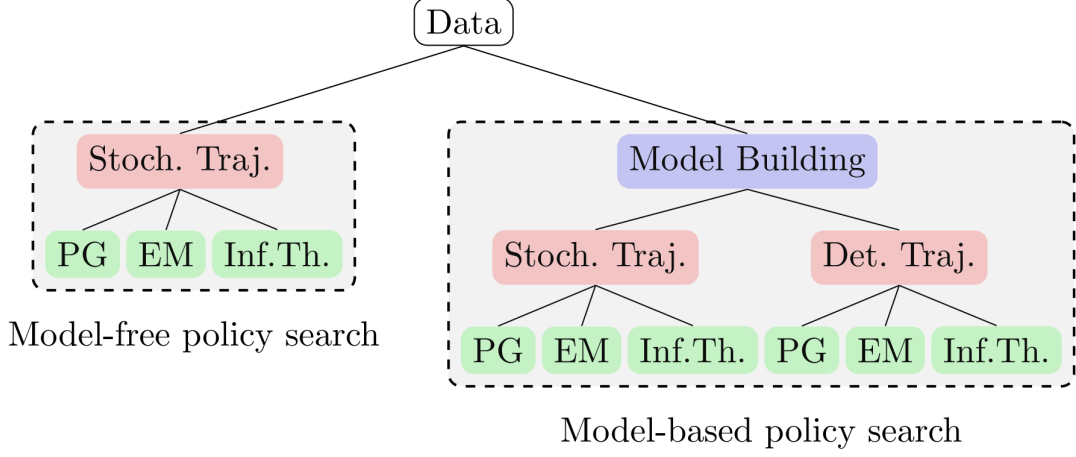 Data
Stoch. Traj.
PG EM Inf.Th.
Model-free policy search
Model Building
Stoch. Traj. Det. Traj.
PG EM Inf.Th. PG EM Inf.Th.
Model-based policy search